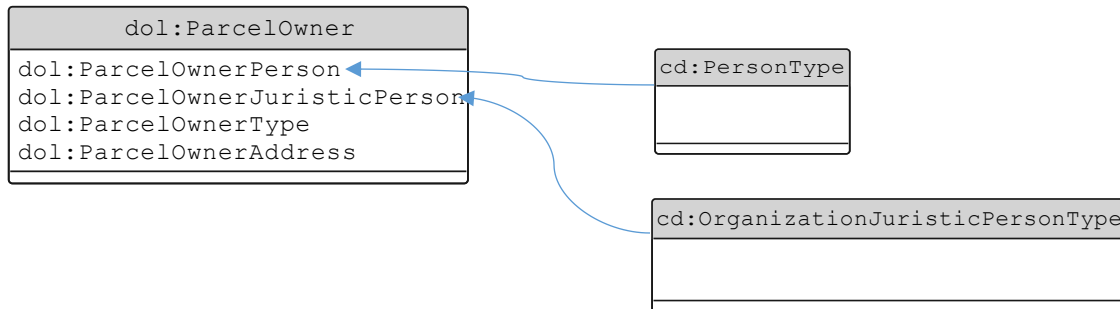 dol:ParcelOwner
dol:ParcelOwnerPerson
dol:ParcelOwnerJuristicPerson
dol:ParcelOwnerType
dol:ParcelOwnerAddress
cd:PersonType
cd:OrganizationJuristicPersonType